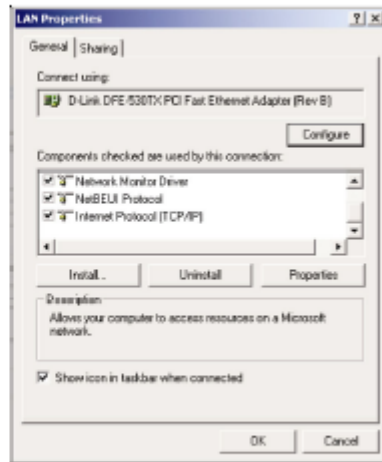 LAN Properties
General Sharing
Connect using:
D-Link DFE-530TX PCI Fast Ethernet Adapter (Rev B)
Configure
Components checked are used by this connection:
Network Monitor Driver
NetBEUI Protocol
Internet Protocol (TCP/IP)
Install... Uninstall Properties
Description
Allows your computer to access resources on a Microsoft
network.
Show icon in taskbar when connected
OK Cancel